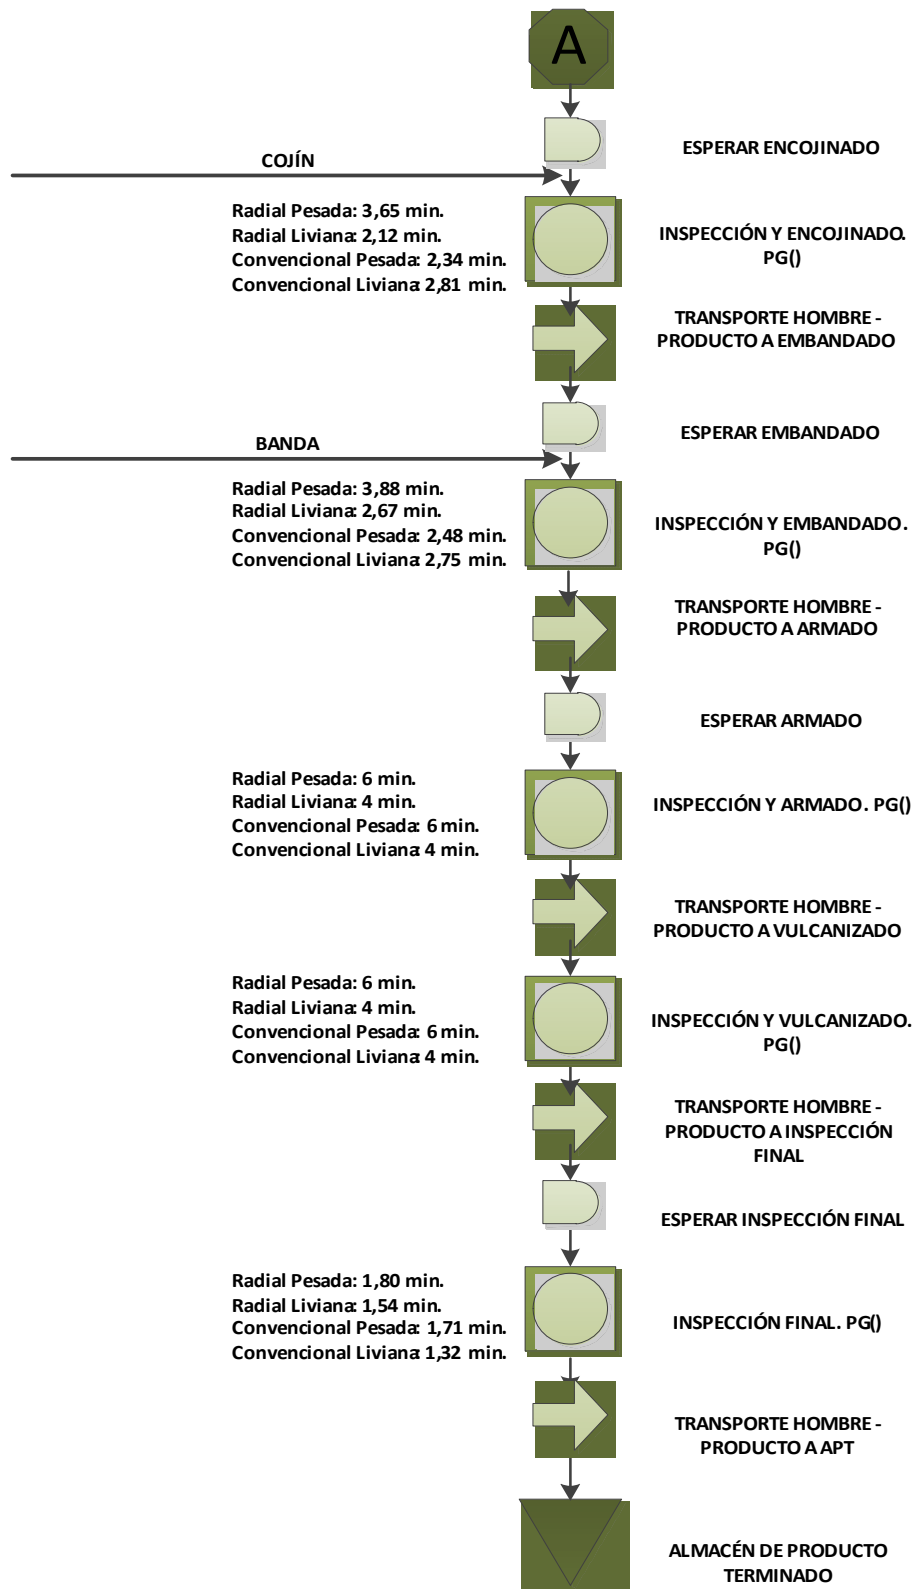 A
ESPERAR ENCOJINADO
COJÍN
Radial Pesada: 3,65 min.
Radial Liviana: 2,12 min.
Convencional Pesada: 2,34 min.
Convencional Liviana: 2,81 min.
INSPECCIÓN Y ENCOJINADO.
PG()
TRANSPORTE HOMBRE -
PRODUCTO A EMBANDADO
ESPERAR EMBANDADO
BANDA
Radial Pesada: 3,88 min.
Radial Liviana: 2,67 min.
Convencional Pesada: 2,48 min.
Convencional Liviana: 2,75 min.
INSPECCIÓN Y EMBANDADO.
PG()
TRANSPORTE HOMBRE -
PRODUCTO A ARMADO
ESPERAR ARMADO
Radial Pesada: 6 min.
Radial Liviana: 4 min.
Convencional Pesada: 6 min.
Convencional Liviana: 4 min.
INSPECCIÓN Y ARMADO. PG()
TRANSPORTE HOMBRE -
PRODUCTO A VULCANIZADO
Radial Pesada: 6 min.
Radial Liviana: 4 min.
Convencional Pesada: 6 min.
Convencional Liviana: 4 min.
INSPECCIÓN Y VULCANIZADO.
PG()
TRANSPORTE HOMBRE -
PRODUCTO A INSPECCIÓN
FINAL
ESPERAR INSPECCIÓN FINAL
Radial Pesada: 1,80 min.
Radial Liviana: 1,54 min.
Convencional Pesada: 1,71 min.
Convencional Liviana: 1,32 min.
INSPECCIÓN FINAL. PG()
TRANSPORTE HOMBRE -
PRODUCTO A APT
ALMACÉN DE PRODUCTO
TERMINADO